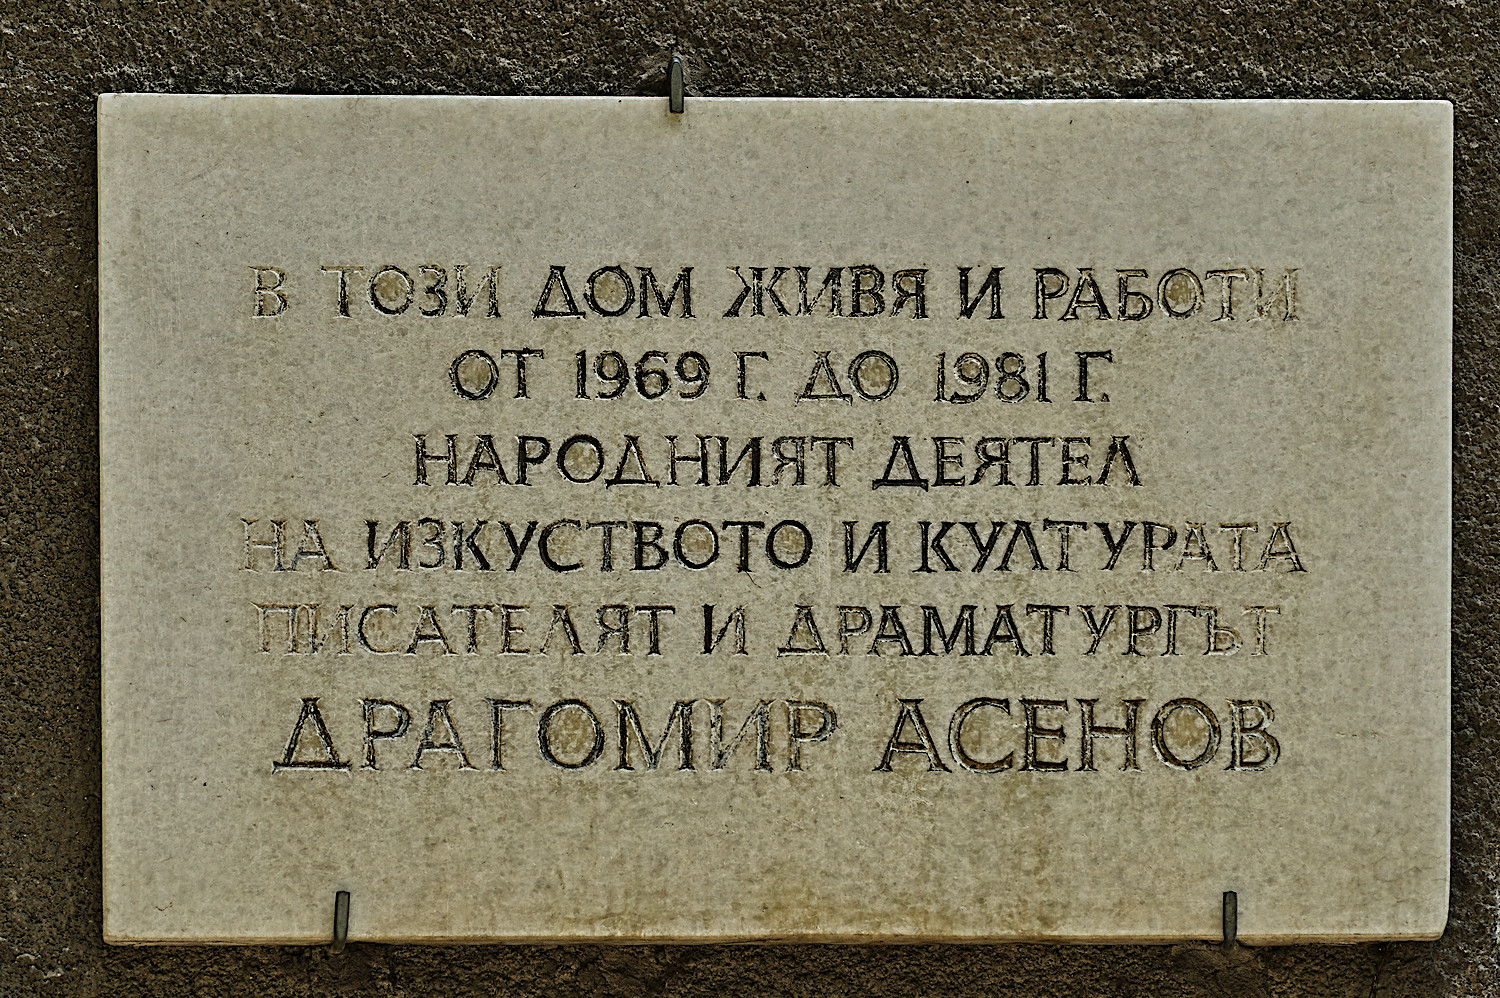 В ТОЗИ ДОМ ЖИВЯ И РАБОТИ
ОТ 1969 Г. ДО 1981 Г.
НАРОДНИЯТ ДЕЯТЕЛ
НА ИЗКУСТВОТО И КУЛТУРАТА
ПИСАТЕЛЯТ И ДРАМАТУРГЪТ
ДРАГОМИР АСЕНОВ